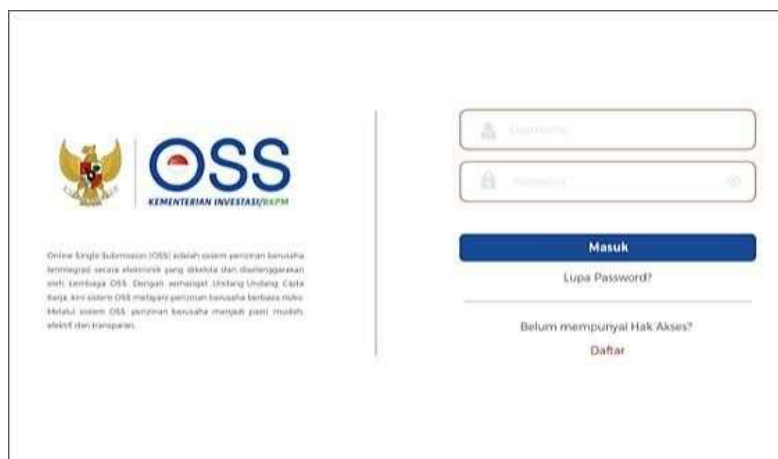 OSS
KEMENTERIAN INVESTASI/BKPM
Online Single Submission (OSS) adalah sistem perizinan berusaha
terintegrasi secara elektronik yang dikelola dan diselenggarakan
oleh Lembaga OSS. Dengan semangat Undang-Undang Cipta
Kerja, kini sistem OSS melayani perizinan berusaha berbasis risiko.
Melalui sistem OSS, perizinan berusaha menjadi pasti mudah,
efektif dan transparan.
Username
Password
Masuk
Lupa Password?
Belum mempunyai Hak Akses?
Daftar